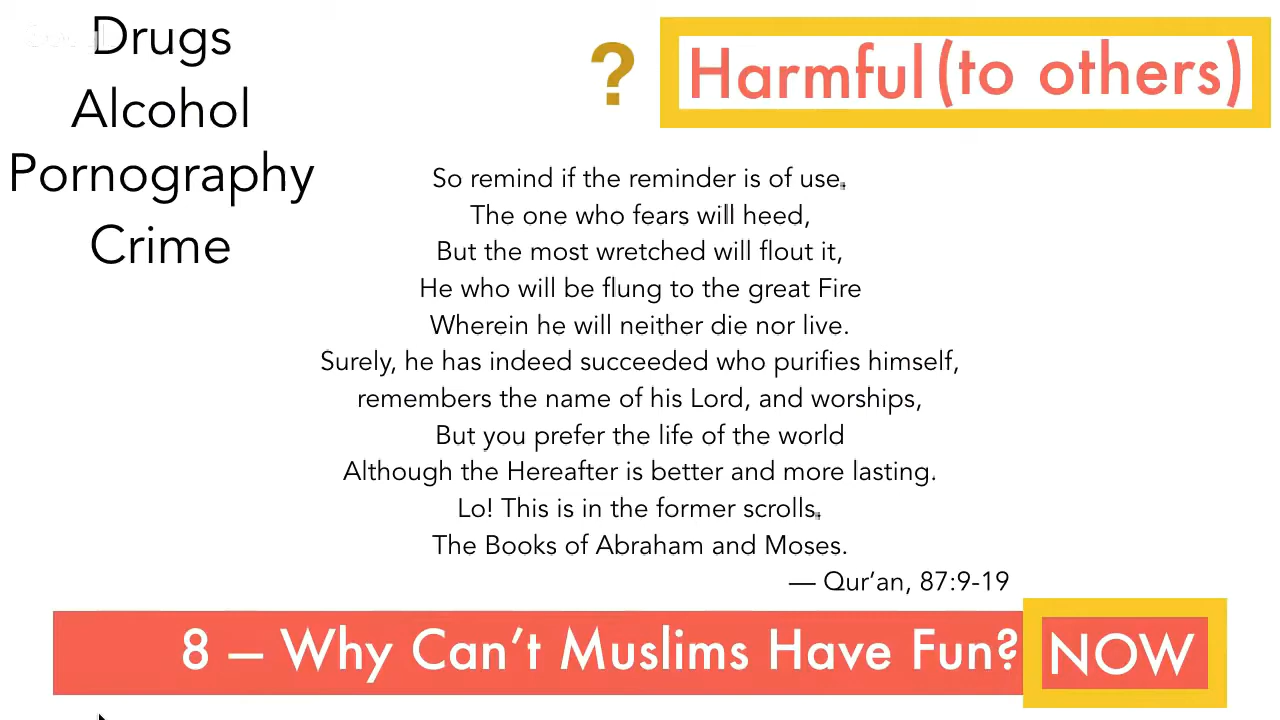 Drugs
Alcohol
Pornography
Crime
? Harmful (to others)
So remind if the reminder is of use.
The one who fears will heed,
But the most wretched will flout it,
He who will be flung to the great Fire
Wherein he will neither die nor live.
Surely, he has indeed succeeded who purifies himself,
remembers the name of his Lord, and worships,
But you prefer the life of the world
Although the Hereafter is better and more lasting.
Lo! This is in the former scrolls.
The Books of Abraham and Moses.
— Qur’an, 87:9-19
8 — Why Can’t Muslims Have Fun? NOW